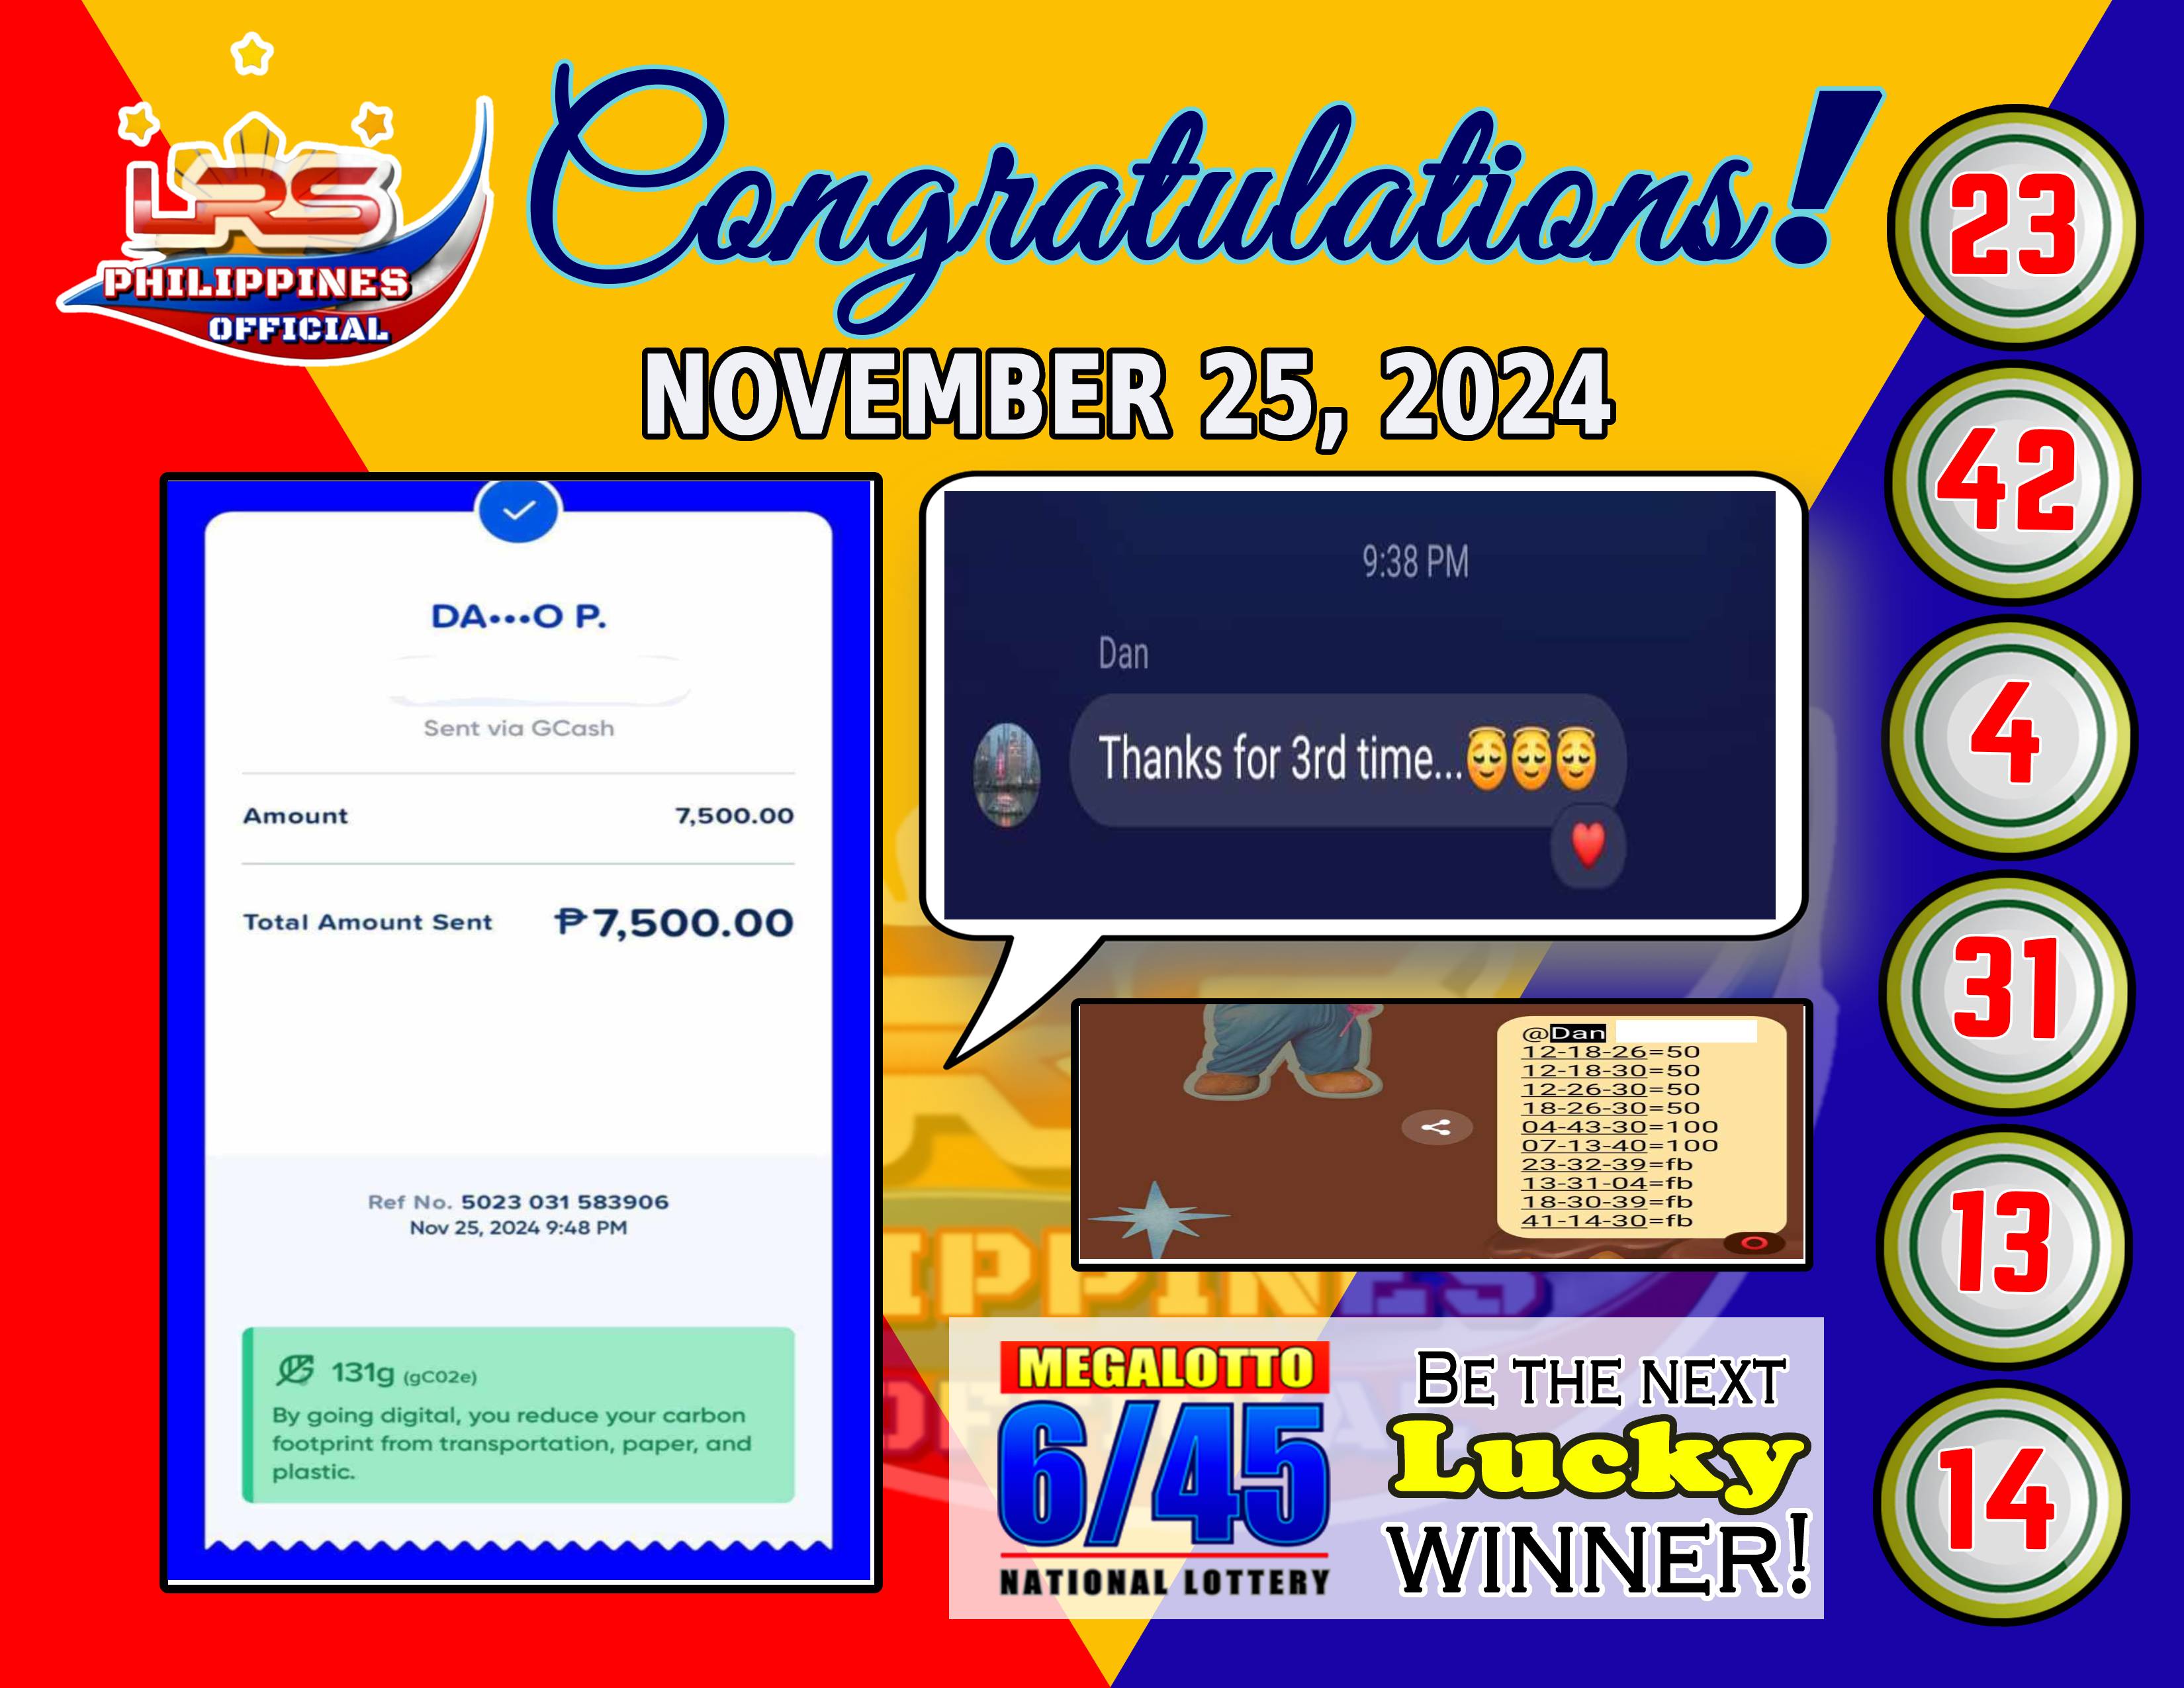 LRS
PHILIPPINES
OFFICIAL
Congratulations!
NOVEMBER 25, 2024
DA•••O P.
Sent via GCash
Amount 7,500.00
Total Amount Sent ₱7,500.00
Ref No. 5023 031 583906
Nov 25, 2024 9:48 PM
131g (gC02e)
By going digital, you reduce your carbon
footprint from transportation, paper, and
plastic.
9:38 PM
Dan
Thanks for 3rd time...😇😇😇
@Dan
12-18-26=50
12-18-30=50
12-26-30=50
18-26-30=50
04-43-30=100
07-13-40=100
23-32-39=fb
13-31-04=fb
18-30-39=fb
41-14-30=fb
MEGALOTTO
6/45
NATIONAL LOTTERY
BE THE NEXT
Lucky
WINNER!
23
42
4
31
13
14